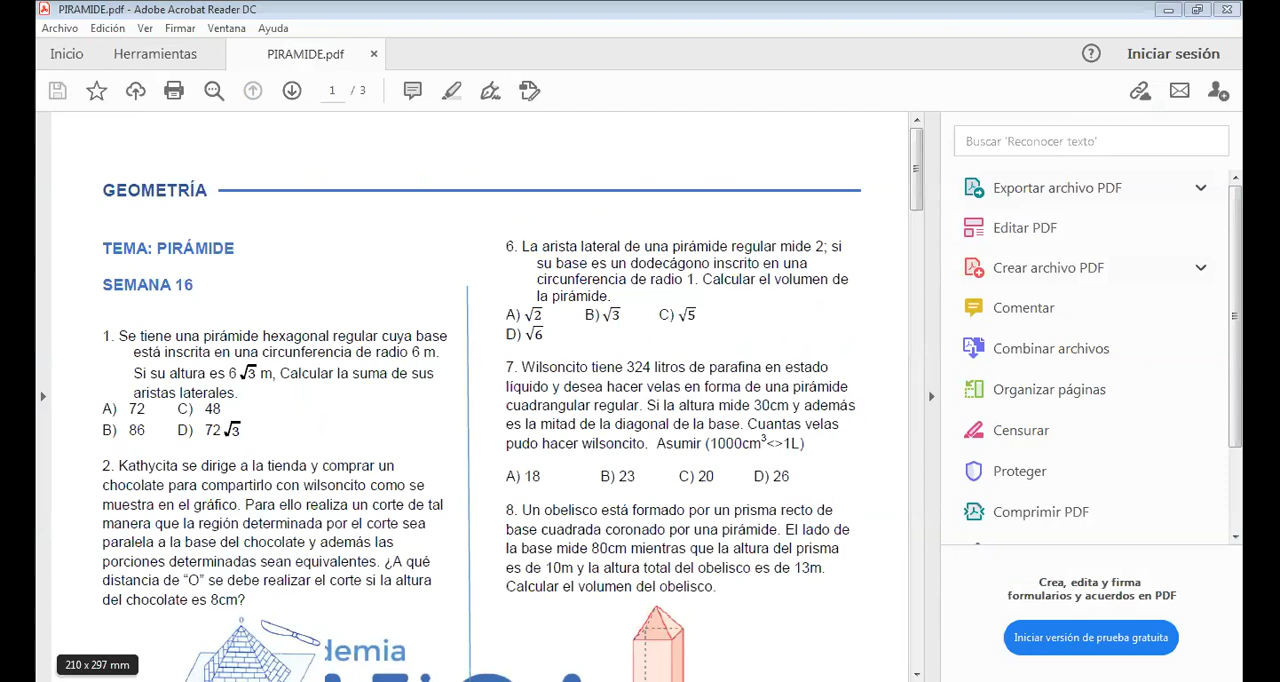 PIRAMIDE.pdf - Adobe Acrobat Reader DC
Archivo Edición Ver Firmar Ventana Ayuda
Inicio Herramientas PIRAMIDE.pdf × Iniciar sesión
1 / 3
Buscar 'Reconocer texto'
Exportar archivo PDF
Editar PDF
Crear archivo PDF
Comentar
Combinar archivos
Organizar páginas
Censurar
Proteger
Comprimir PDF
Crea, edita y firma
formularios y acuerdos en PDF
Iniciar versión de prueba gratuita
GEOMETRÍA
TEMA: PIRÁMIDE
SEMANA 16
1. Se tiene una pirámide hexagonal regular cuya base
está inscrita en una circunferencia de radio 6 m.
Si su altura es 6 √3 m, Calcular la suma de sus
aristas laterales.
A) 72 C) 48
B) 86 D) 72 √3
2. Kathycita se dirige a la tienda y comprar un
chocolate para compartirlo con wilsoncito como se
muestra en el gráfico. Para ello realiza un corte de tal
manera que la región determinada por el corte sea
paralela a la base del chocolate y además las
porciones determinadas sean equivalentes. ¿A qué
distancia de “O” se debe realizar el corte si la altura
del chocolate es 8cm?
0
demia
6. La arista lateral de una pirámide regular mide 2; si
su base es un dodecágono inscrito en una
circunferencia de radio 1. Calcular el volumen de
la pirámide.
A) √2 B) √3 C) √5
D) √6
7. Wilsoncito tiene 324 litros de parafina en estado
líquido y desea hacer velas en forma de una pirámide
cuadrangular regular. Si la altura mide 30cm y además
es la mitad de la diagonal de la base. Cuantas velas
pudo hacer wilsoncito. Asumir (1000cm³<>1L)
A) 18 B) 23 C) 20 D) 26
8. Un obelisco está formado por un prisma recto de
base cuadrada coronado por una pirámide. El lado de
la base mide 80cm mientras que la altura del prisma
es de 10m y la altura total del obelisco es de 13m.
Calcular el volumen del obelisco.
210 x 297 mm